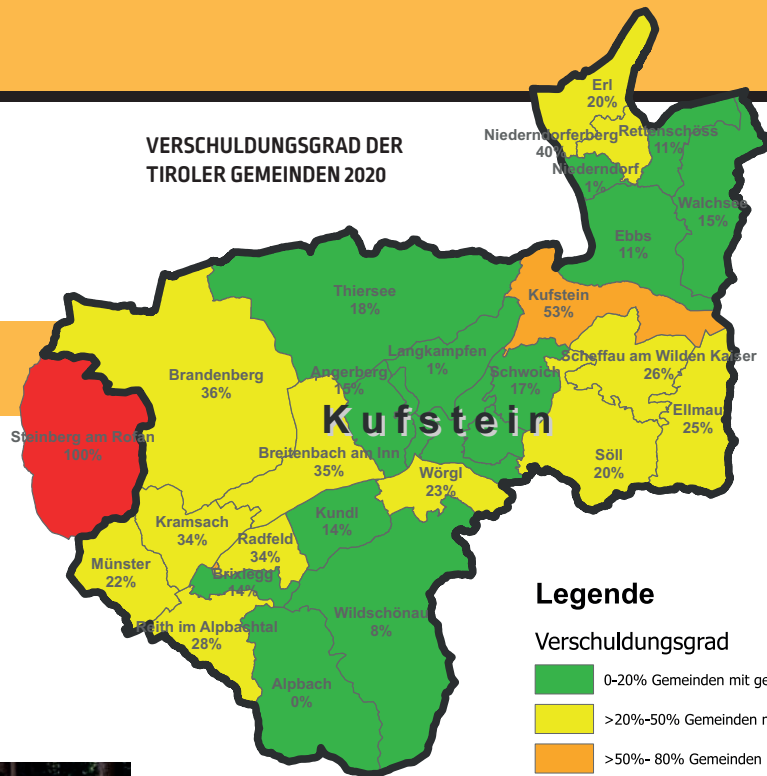 VERSCHULDUNGSGRAD DER
TIROLER GEMEINDEN 2020
Erl
20%
Niederndorferberg
40%
Rettenschöss
11%
Niederndorf
1%
Walchsee
15%
Ebbs
11%
Thiersee
18%
Kufstein
53%
Langkampfen
1%
Scheffau am Wilden Kaiser
26%
Brandenberg
36%
Angerberg
15%
Schwoich
17%
Ellmau
25%
Kufstein
Steinberg am Rofan
100%
Breitenbach am Inn
35%
Söll
20%
Wörgl
23%
Kundl
14%
Kramsach
34%
Radfeld
34%
Münster
22%
Brixlegg
14%
Reith im Alpbachtal
28%
Wildschönau
8%
Alpbach
0%
Legende
Verschuldungsgrad
0-20% Gemeinden mit ge
>20%-50% Gemeinden
>50%- 80% Gemeinden